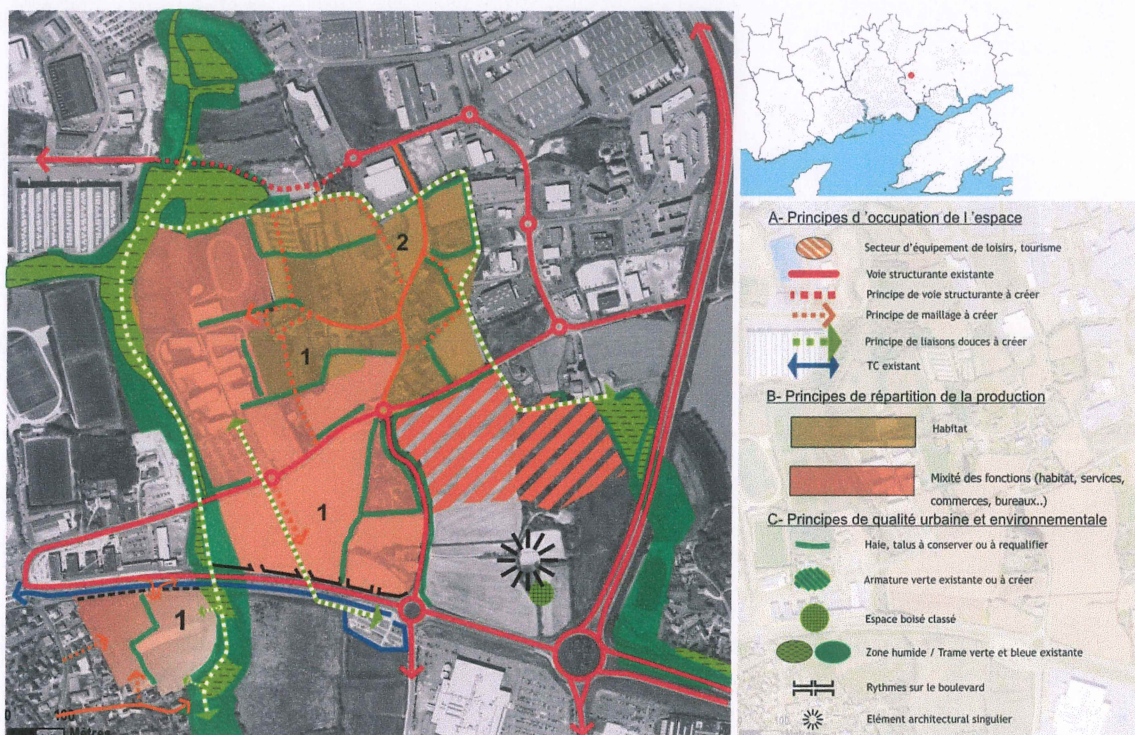 A- Principes d 'occupation de l 'espace
Secteur d'équipement de loisirs, tourisme
Voie structurante existante
Principe de voie structurante à créer
Principe de maillage à créer
Principe de liaisons douces à créer
TC existant
B- Principes de répartition de la production
Habitat
Mixité des fonctions (habitat, services,
commerces, bureaux..)
C- Principes de qualité urbaine et environnementale
Haie, talus à conserver ou à requalifier
Armature verte existante ou à créer
Espace boisé classé
Zone humide / Trame verte et bleue existante
Rythmes sur le boulevard
Elément architectural singulier
2
1
1
1
0
Mètres
100